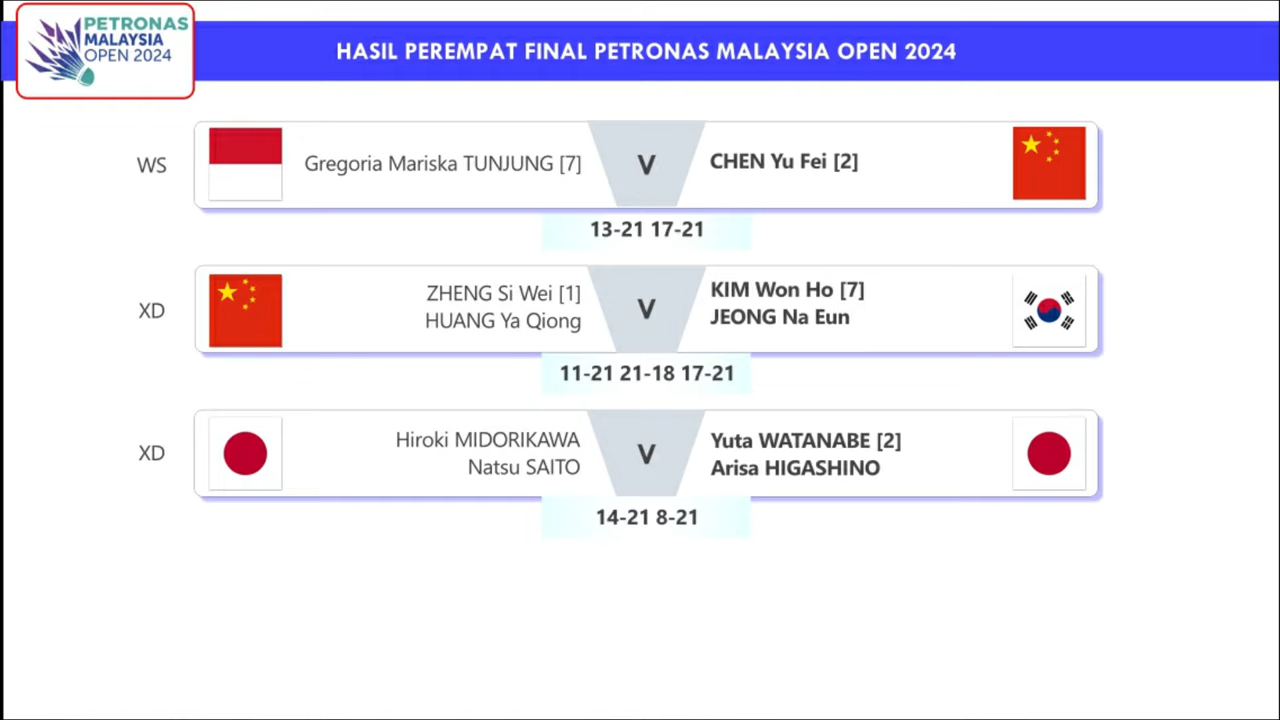 PETRONAS
MALAYSIA
OPEN 2024
HASIL PEREMPAT FINAL PETRONAS MALAYSIA OPEN 2024
WS
Gregoria Mariska TUNJUNG [7]
V
CHEN Yu Fei [2]
13-21 17-21
XD
ZHENG Si Wei [1]
HUANG Ya Qiong
V
KIM Won Ho [7]
JEONG Na Eun
11-21 21-18 17-21
XD
Hiroki MIDORIKAWA
Natsu SAITO
V
Yuta WATANABE [2]
Arisa HIGASHINO
14-21 8-21